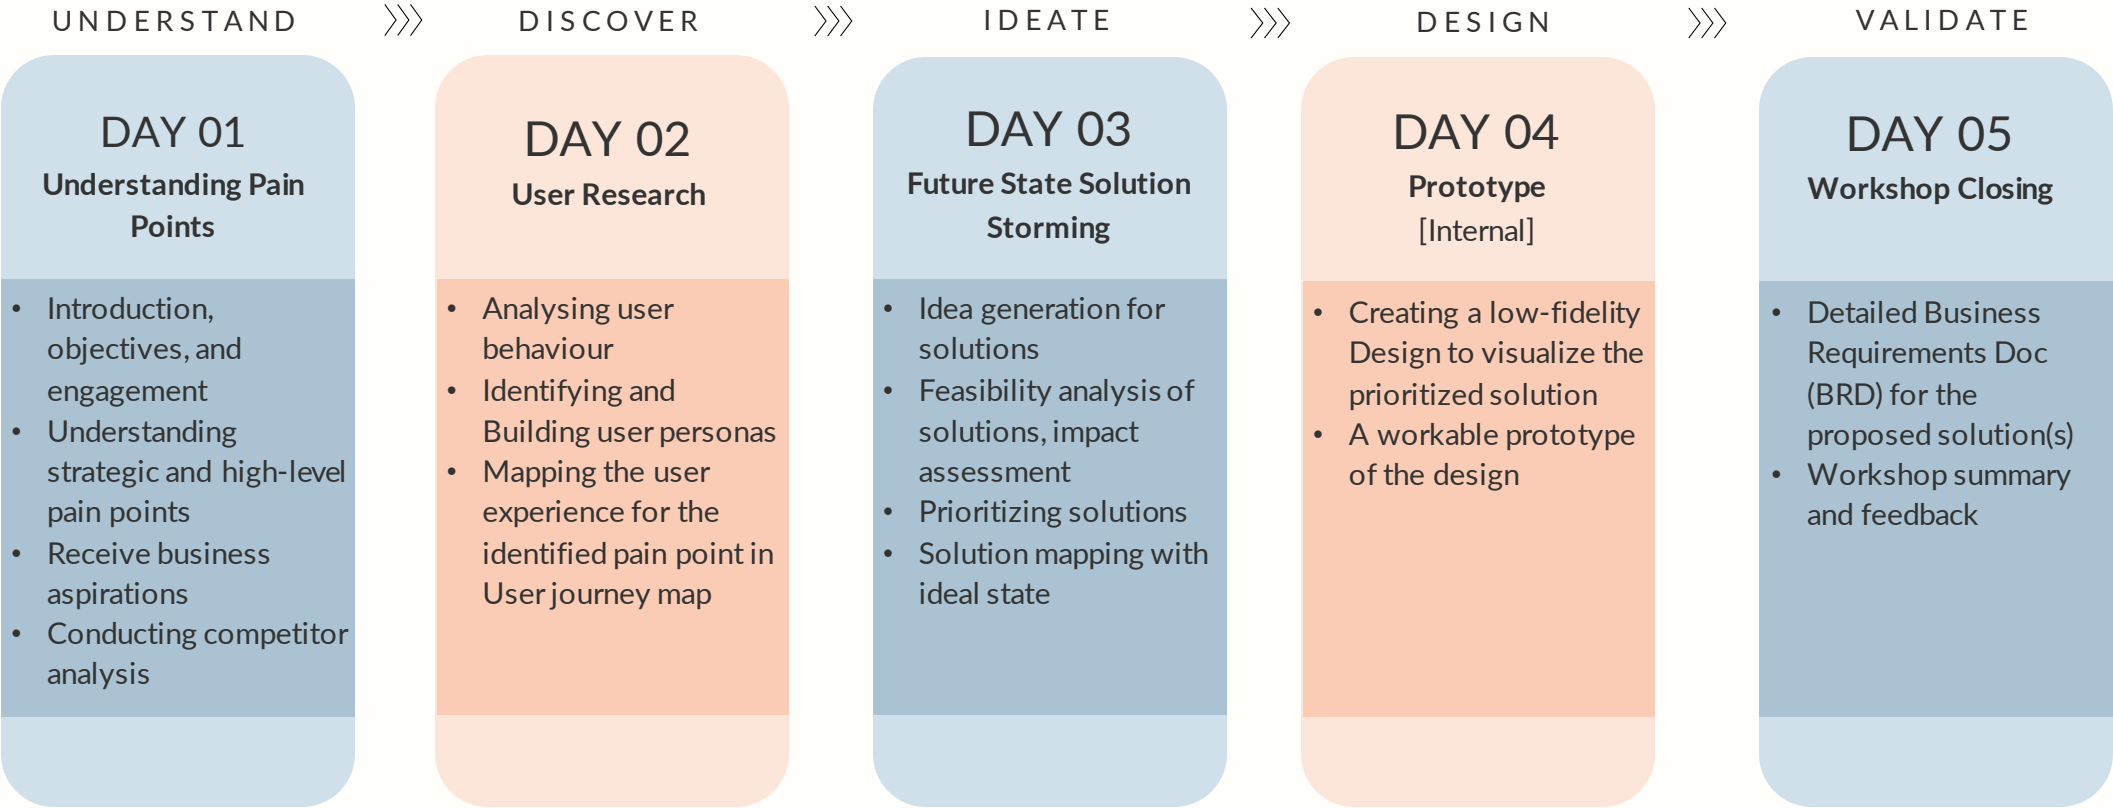 UNDERSTAND
DISCOVER
IDEATE
DESIGN
VALIDATE
DAY 01
Understanding Pain
Points
• Introduction,
objectives, and
engagement
• Understanding
strategic and high-level
pain points
• Receive business
aspirations
• Conducting competitor
analysis
DAY 02
User Research
• Analysing user
behaviour
• Identifying and
Building user personas
• Mapping the user
experience for the
identified pain point in
User journey map
DAY 03
Future State Solution
Storming
• Idea generation for
solutions
• Feasibility analysis of
solutions, impact
assessment
• Prioritizing solutions
• Solution mapping with
ideal state
DAY 04
Prototype
[Internal]
• Creating a low-fidelity
Design to visualize the
prioritized solution
• A workable prototype
of the design
DAY 05
Workshop Closing
• Detailed Business
Requirements Doc
(BRD) for the
proposed solution(s)
• Workshop summary
and feedback